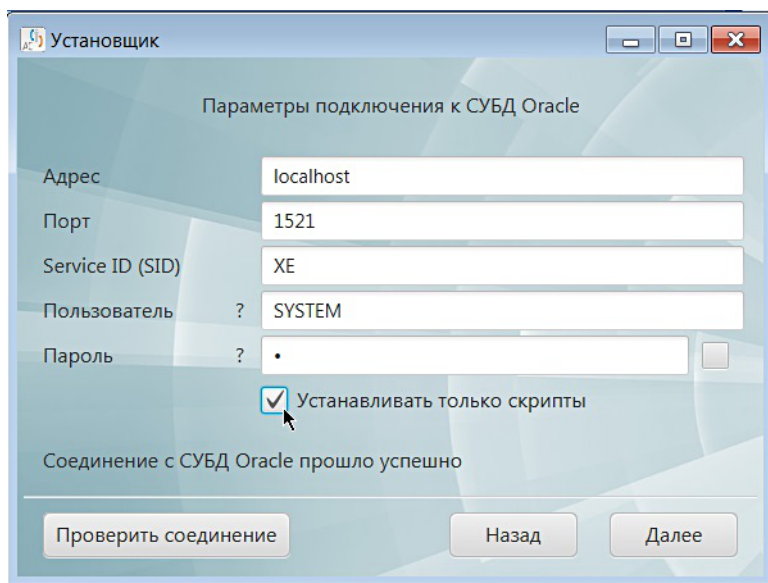 Установщик
Параметры подключения к СУБД Oracle
Адрес localhost
Порт 1521
Service ID (SID) XE
Пользователь ? SYSTEM
Пароль ? •
Устанавливать только скрипты
Соединение с СУБД Oracle прошло успешно
Проверить соединение Назад Далее